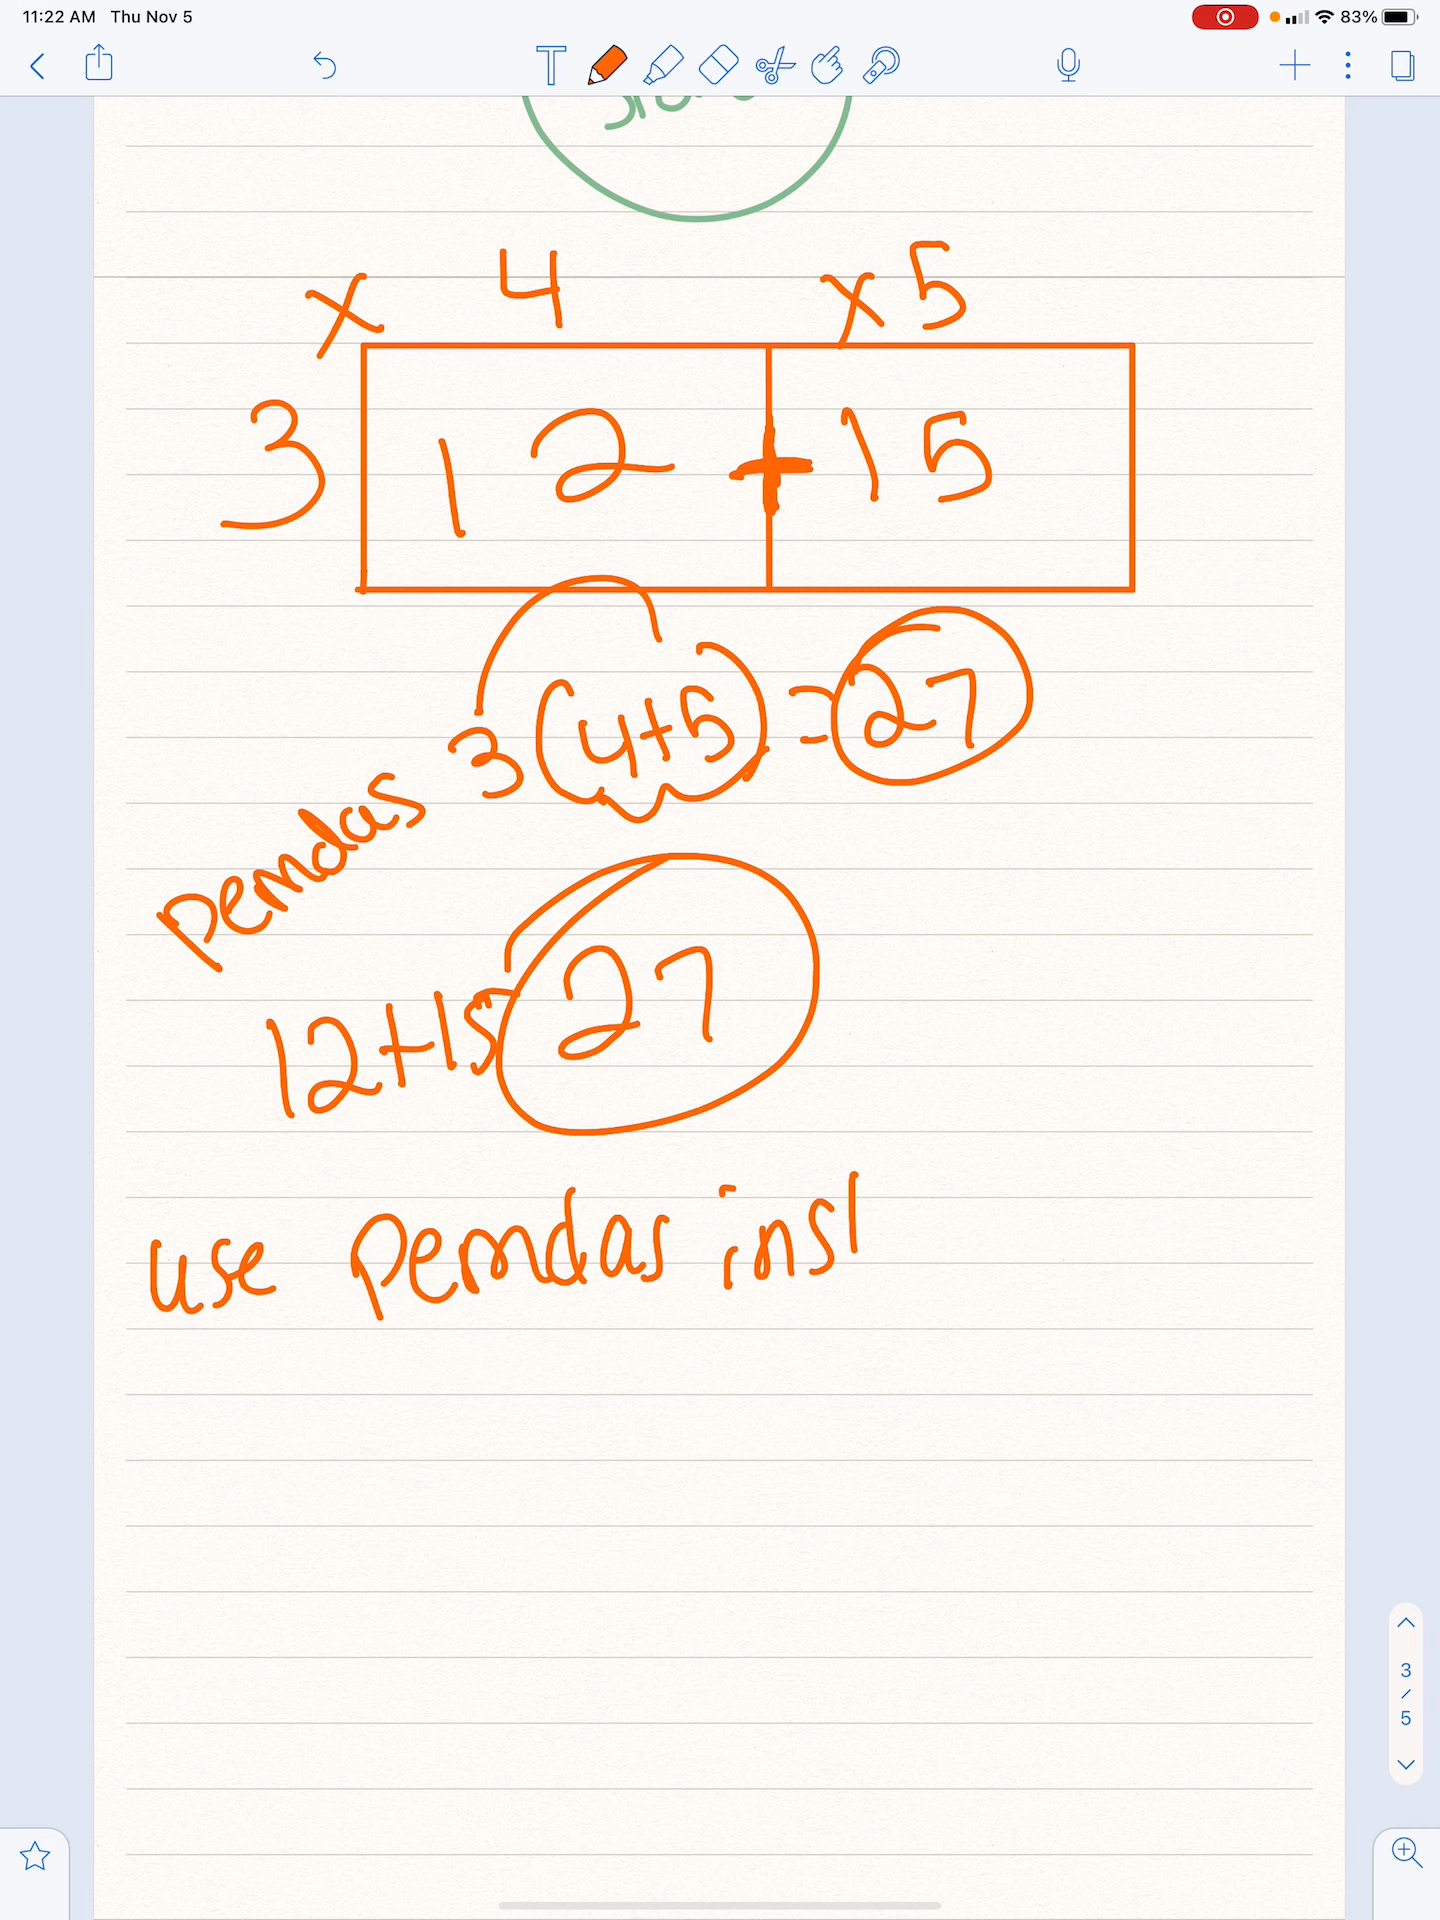 11:22 AM Thu Nov 5
83%
T
x 4 x 5
3 12 + 15
3 (4+5) = 27
pemdas
12+15 27
use pemdas inst
3
/
5